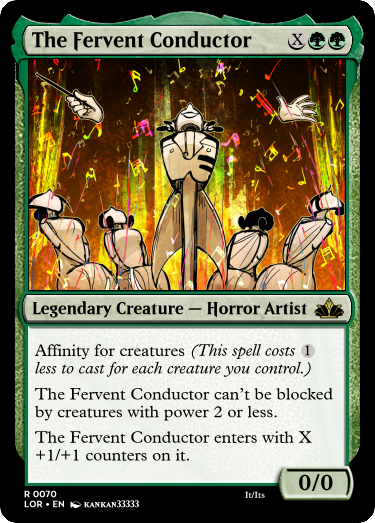 The Fervent Conductor X
Legendary Creature — Horror Artist
Affinity for creatures (This spell costs 1
less to cast for each creature you control.)
The Fervent Conductor can't be blocked
by creatures with power 2 or less.
The Fervent Conductor enters with X
+1/+1 counters on it.
0/0
R 0070
It/Its
LOR • EN KANKAN33333